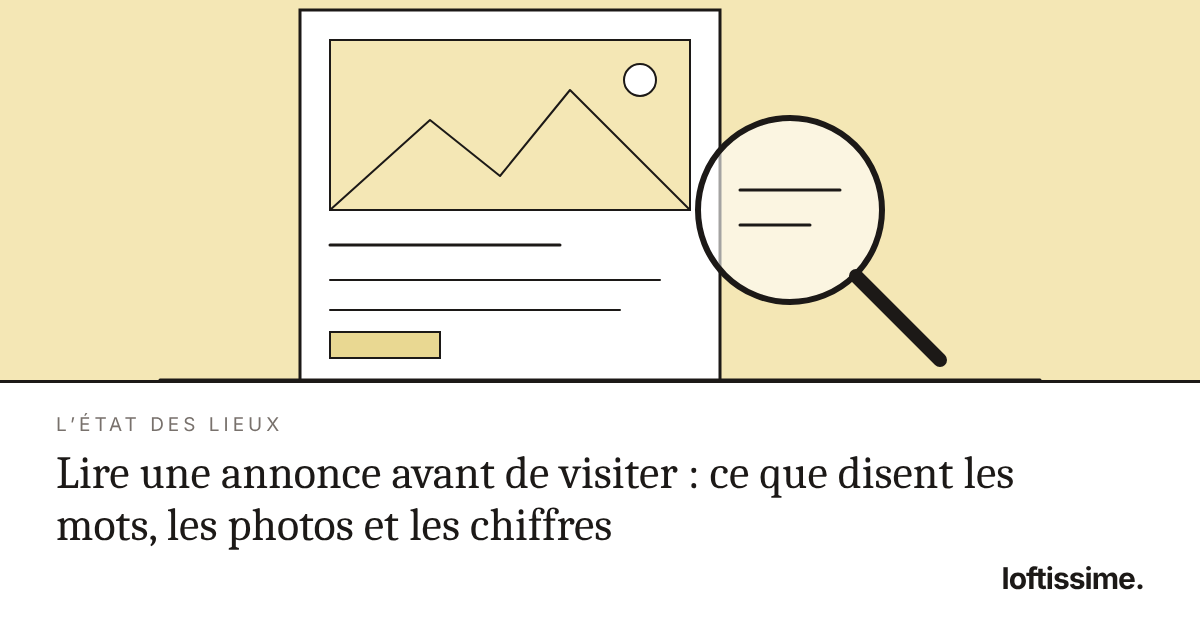 L’ÉTAT DES LIEUX
Lire une annonce avant de visiter : ce que disent les
mots, les photos et les chiffres
loftissime.